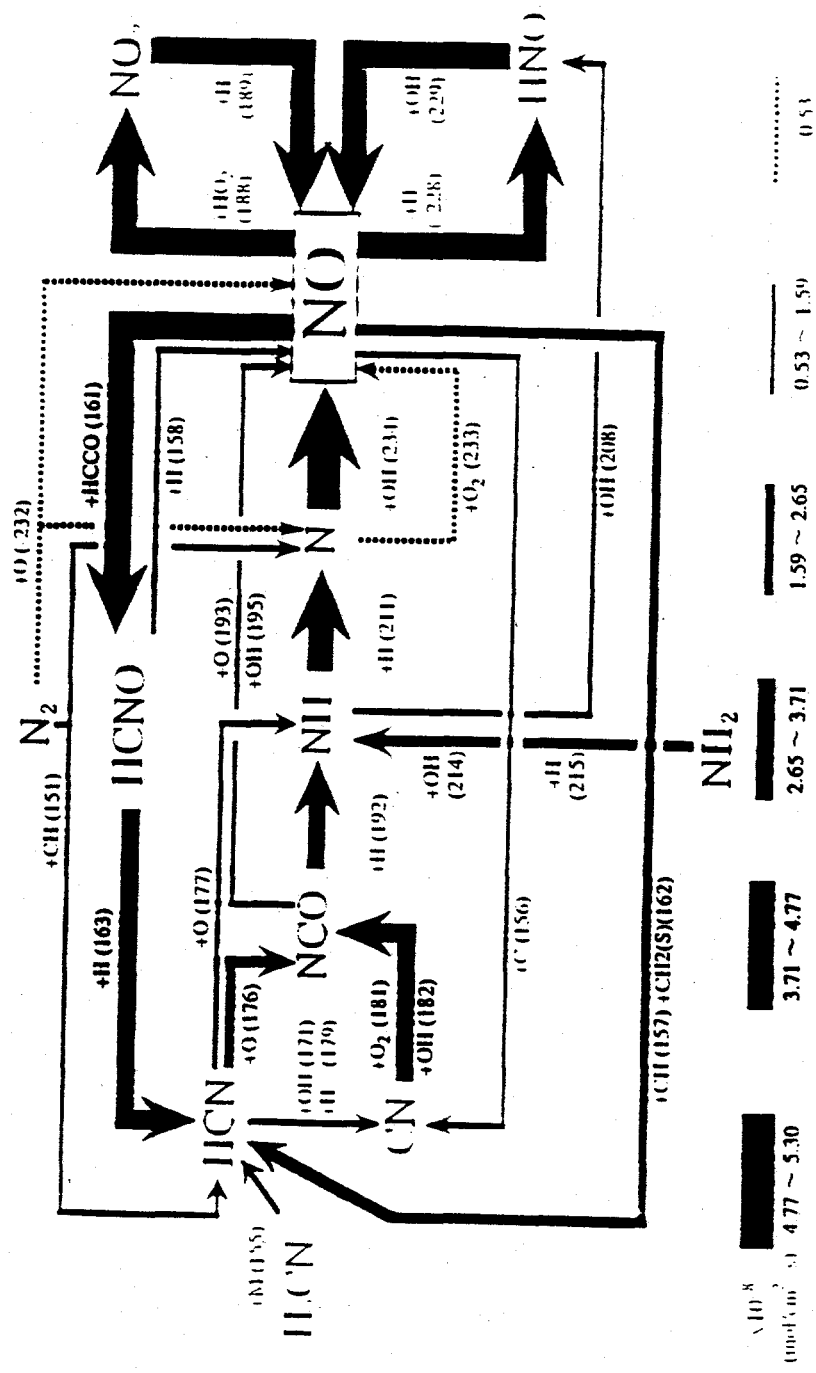 N2
+O (-232)
+CH (151)
HCNO
+HCCO (161)
+H (158)
+H (163)
+O (177)
+O (176)
+O (193)
+OH (195)
HCN
+M (155)
H2CN
+OH (171)
+H (179)
CN
+O2 (181)
+OH (182)
NCO
+H (192)
NH
+H (211)
N
+OH (234)
+O2 (233)
NO
+HO2
(188)
+H
(189)
NO2
+H
(-228)
+OH
(229)
HNO
+OH (208)
+OH
(214)
+H
(215)
NH2
+C (156)
+CH (157) +CH2(S)(162)
4.77 ~ 5.30
3.71 ~ 4.77
2.65 ~ 3.71
1.59 ~ 2.65
0.53 ~ 1.59
0.53